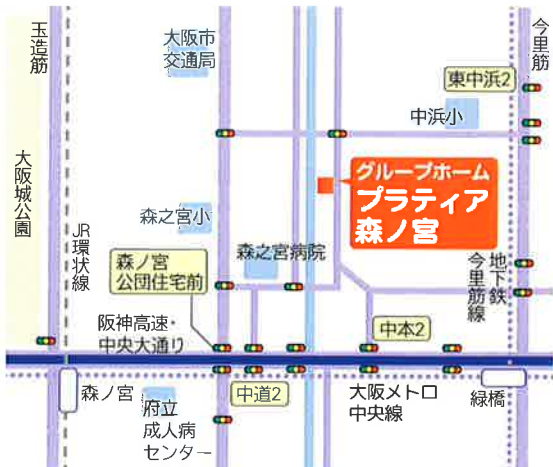 玉造筋
大阪市
交通局
今里筋
東中浜2
中浜小
大阪城公園
グループホーム
プラティア
森ノ宮
森之宮小
JR
環状線
森之宮病院
森ノ宮
公団住宅前
地下鉄
今里筋線
阪神高速・
中央大通り
中本2
森ノ宮
府立
成人病
センター
中道2
大阪メトロ
中央線
緑橋